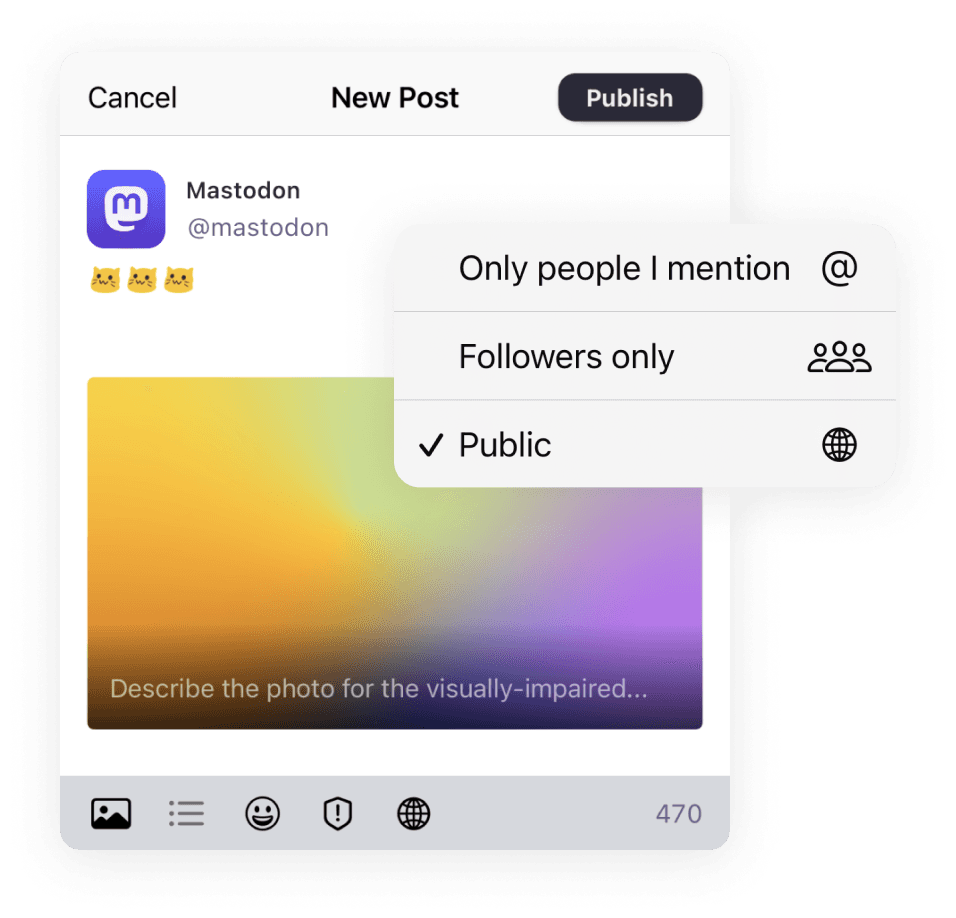 Cancel New Post Publish
Mastodon
@mastodon
Only people I mention @
Followers only
Public
Describe the photo for the visually-impaired...
470